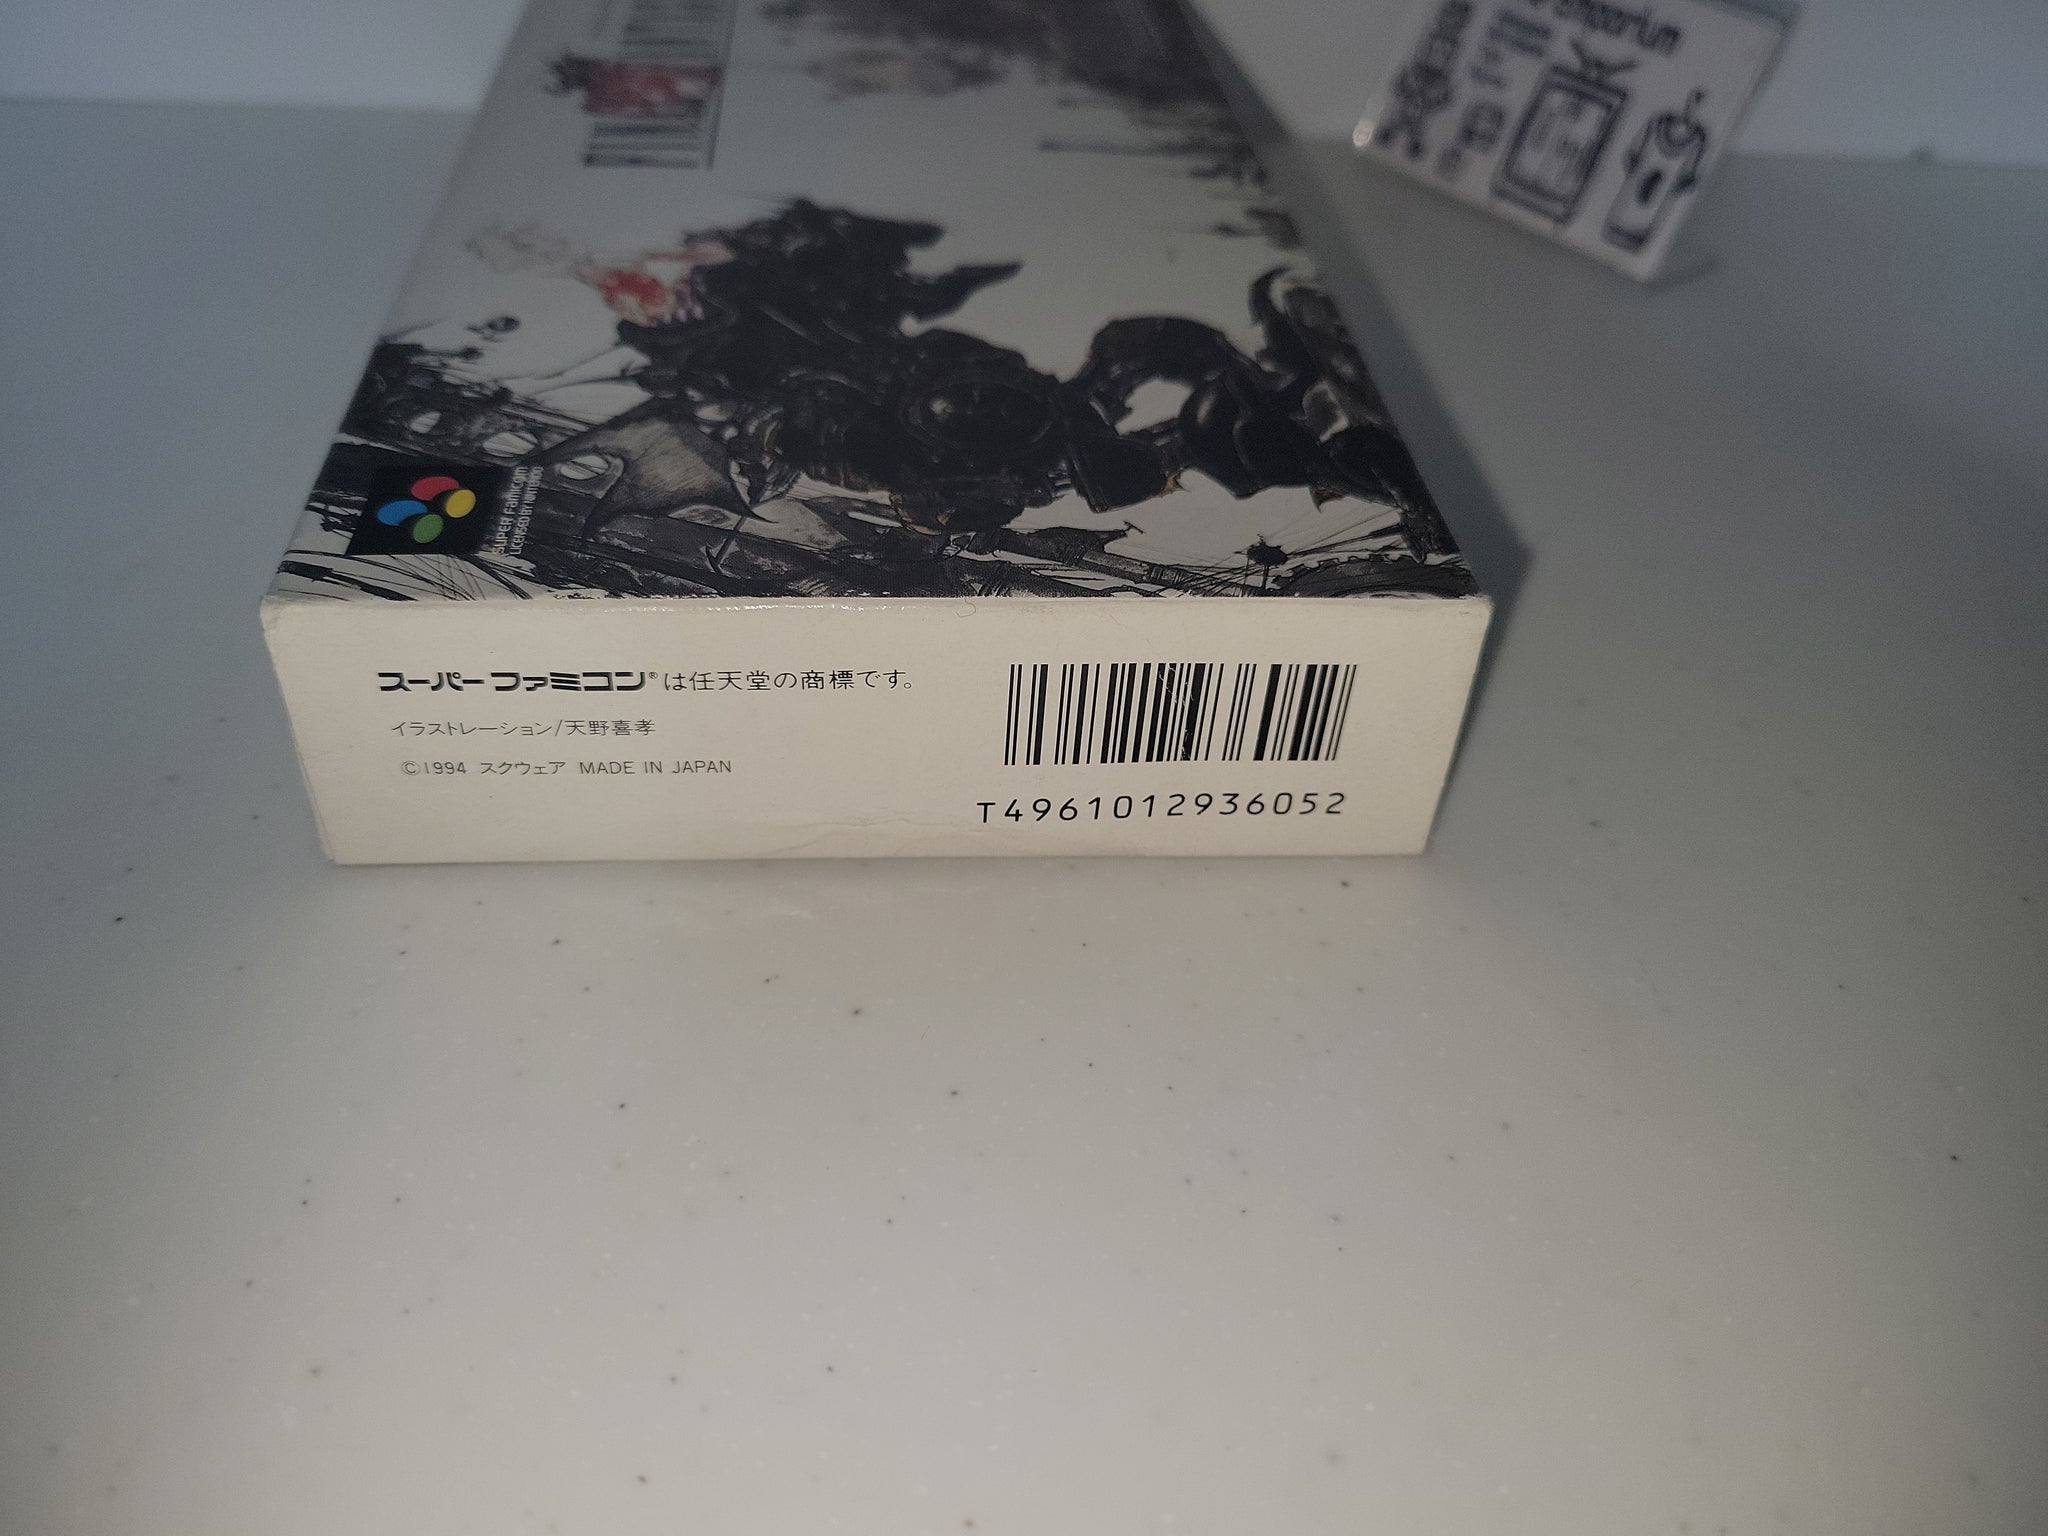 emporium
SUPER Famicom
LICENSED BY NINTENDO
スーパーファミコン®は任天堂の商標です。
イラストレーション/天野喜孝
©1994 スクウェア MADE IN JAPAN
T4961012936052